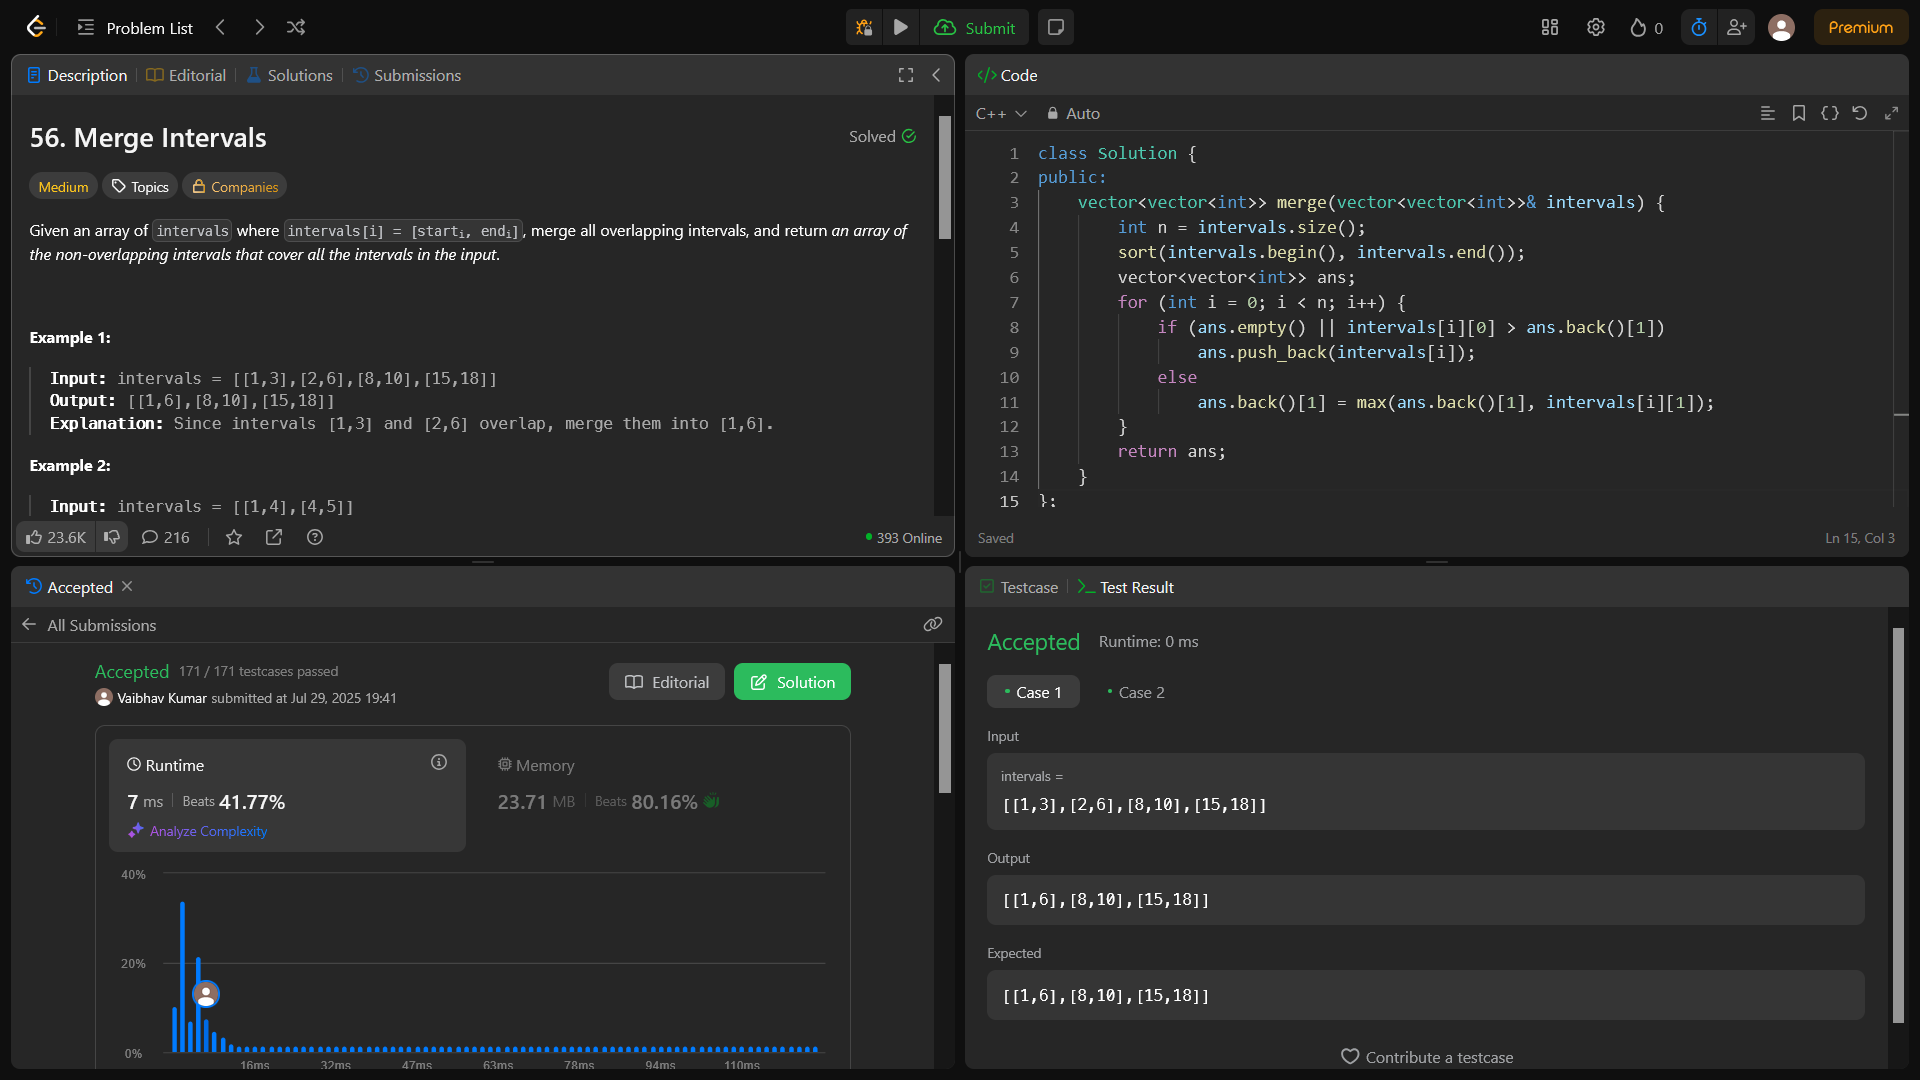 Problem List
Submit
0
Premium
Description
Editorial
Solutions
Submissions
56. Merge Intervals
Solved
Medium
Topics
Companies
Given an array of intervals where intervals[i] = [starti, endi], merge all overlapping intervals, and return an array of
the non-overlapping intervals that cover all the intervals in the input.
Example 1:
Input: intervals = [[1,3],[2,6],[8,10],[15,18]]
Output: [[1,6],[8,10],[15,18]]
Explanation: Since intervals [1,3] and [2,6] overlap, merge them into [1,6].
Example 2:
Input: intervals = [[1,4],[4,5]]
23.6K
216
393 Online
</> Code
C++
Auto
1 class Solution {
2 public:
3 vector<vector<int>> merge(vector<vector<int>>& intervals) {
4 int n = intervals.size();
5 sort(intervals.begin(), intervals.end());
6 vector<vector<int>> ans;
7 for (int i = 0; i < n; i++) {
8 if (ans.empty() || intervals[i][0] > ans.back()[1])
9 ans.push_back(intervals[i]);
10 else
11 ans.back()[1] = max(ans.back()[1], intervals[i][1]);
12 }
13 return ans;
14 }
15 };
Saved
Ln 15, Col 3
Accepted
All Submissions
Accepted 171 / 171 testcases passed
Vaibhav Kumar submitted at Jul 29, 2025 19:41
Editorial
Solution
Runtime
7 ms Beats 41.77%
Analyze Complexity
Memory
23.71 MB Beats 80.16%
40%
20%
0%
16ms 32ms 47ms 63ms 78ms 94ms 110ms
Testcase
Test Result
Accepted Runtime: 0 ms
Case 1
Case 2
Input
intervals =
[[1,3],[2,6],[8,10],[15,18]]
Output
[[1,6],[8,10],[15,18]]
Expected
[[1,6],[8,10],[15,18]]
Contribute a testcase